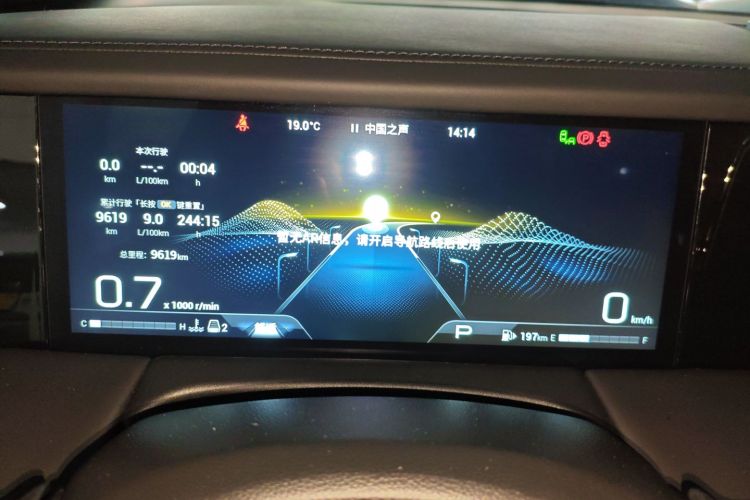 19.0°C
中国之声
14:14
A
P
本次行驶
0.0 --.- 00:04
km L/100km h
累计行驶「长按 OK 键重置」
9619 9.0 244:15
km L/100km h
总里程: 9619km
暂无AR信息，请开启导航路线后使用
0.7 x 1000 r/min
0 km/h
C H 2
P
197km E F